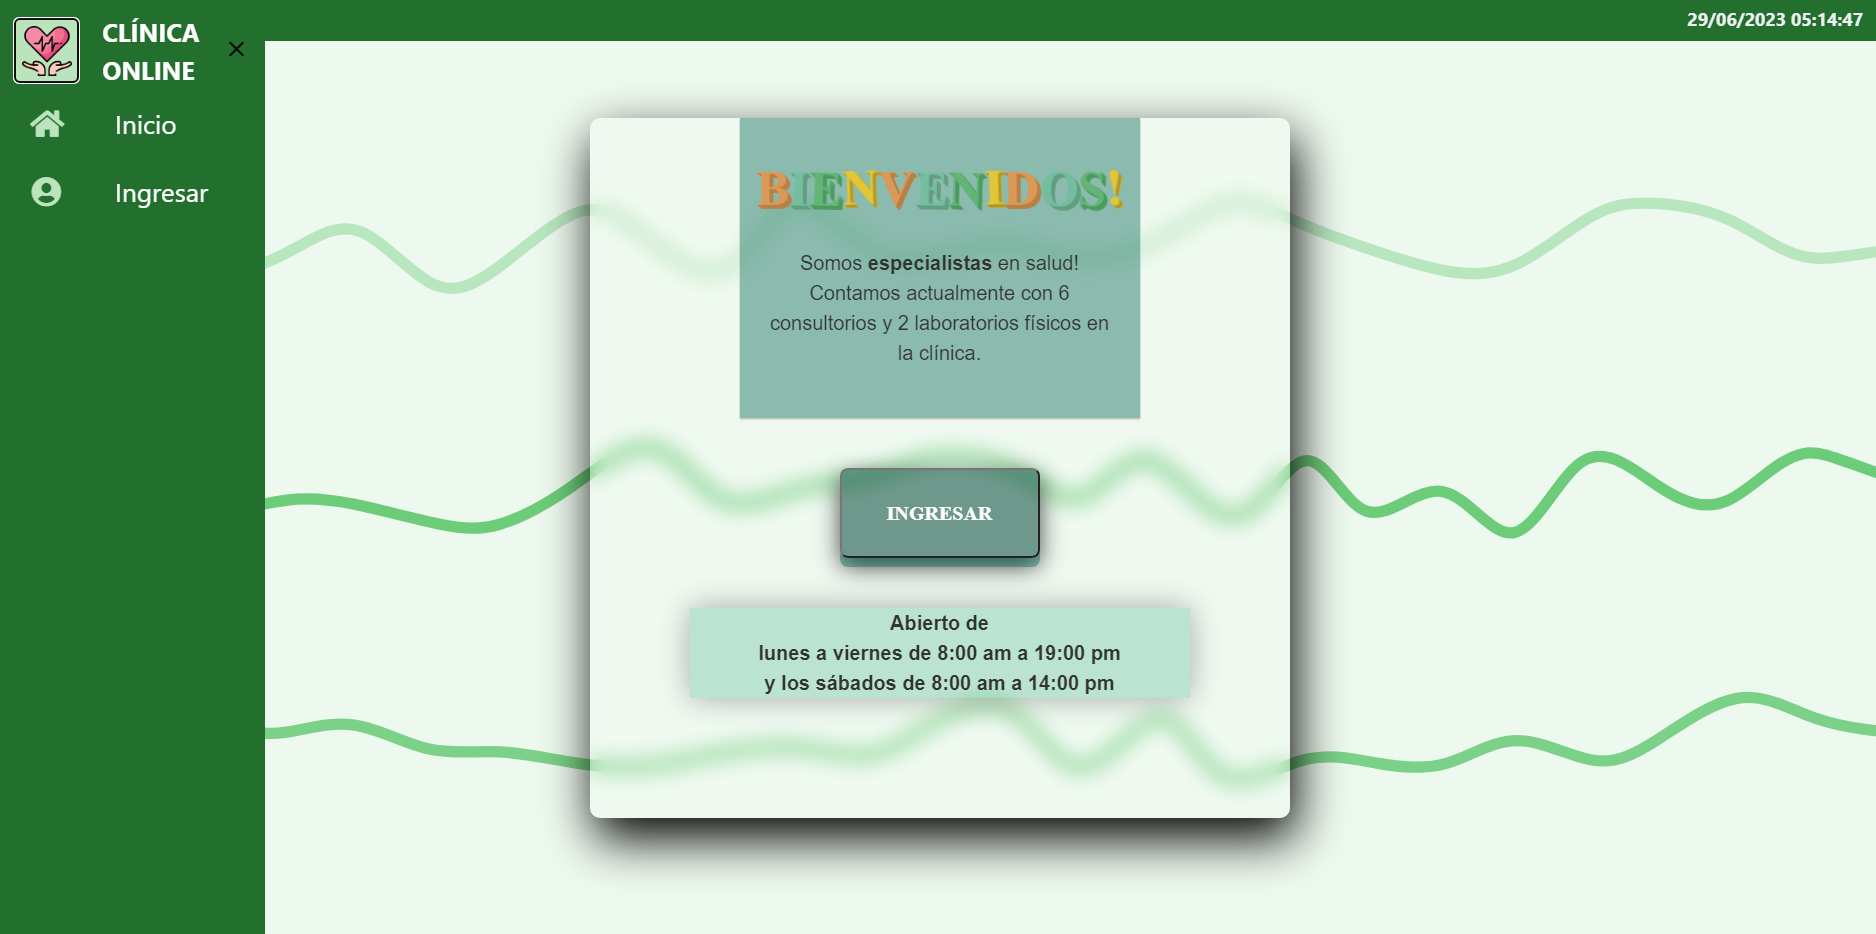 29/06/2023 05:14:47
CLÍNICA
ONLINE
Inicio
Ingresar
BIENVENIDOS!
Somos especialistas en salud!
Contamos actualmente con 6
consultorios y 2 laboratorios físicos en
la clínica.
INGRESAR
Abierto de
lunes a viernes de 8:00 am a 19:00 pm
y los sábados de 8:00 am a 14:00 pm